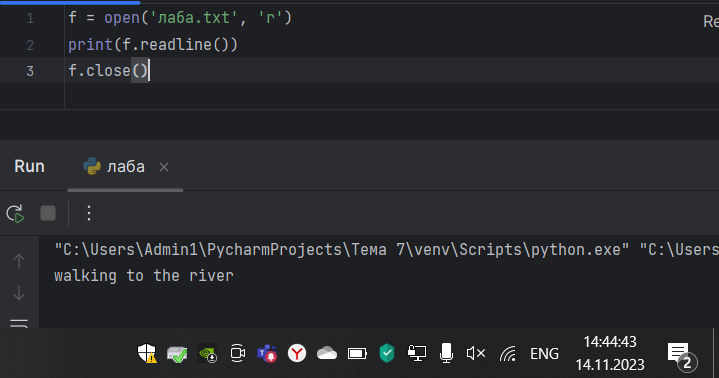 1 f = open('лаба.txt', 'r')
Re
2 print(f.readline())
3 f.close()
Run лаба ×
"C:\Users\Admin1\PycharmProjects\Тема 7\venv\Scripts\python.exe" "C:\Users
walking to the river
ENG 14:44:43
14.11.2023
2